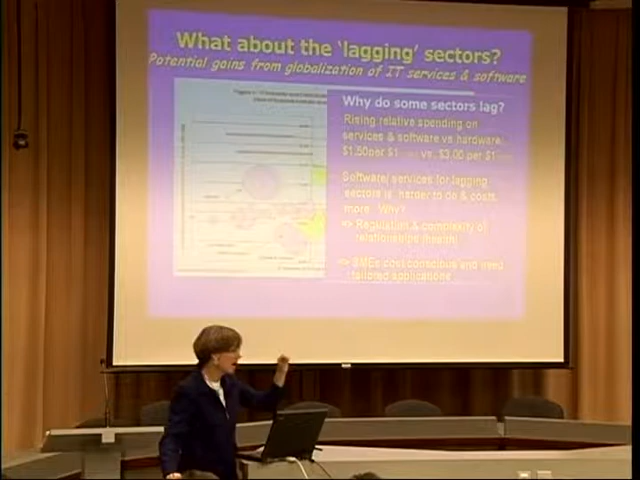 What about the 'lagging' sectors?
Potential gains from globalization of IT services & software
Why do some sectors lag?
Rising relative spending on
services & software vs hardware:
$1.50 per $1 vs. $3.00 per $1
Software/services for lagging
sectors is harder to do & costs
more. Why?
=> Regulation & complexity of
relationships (health)
=> SMEs cost conscious and need
tailored applications